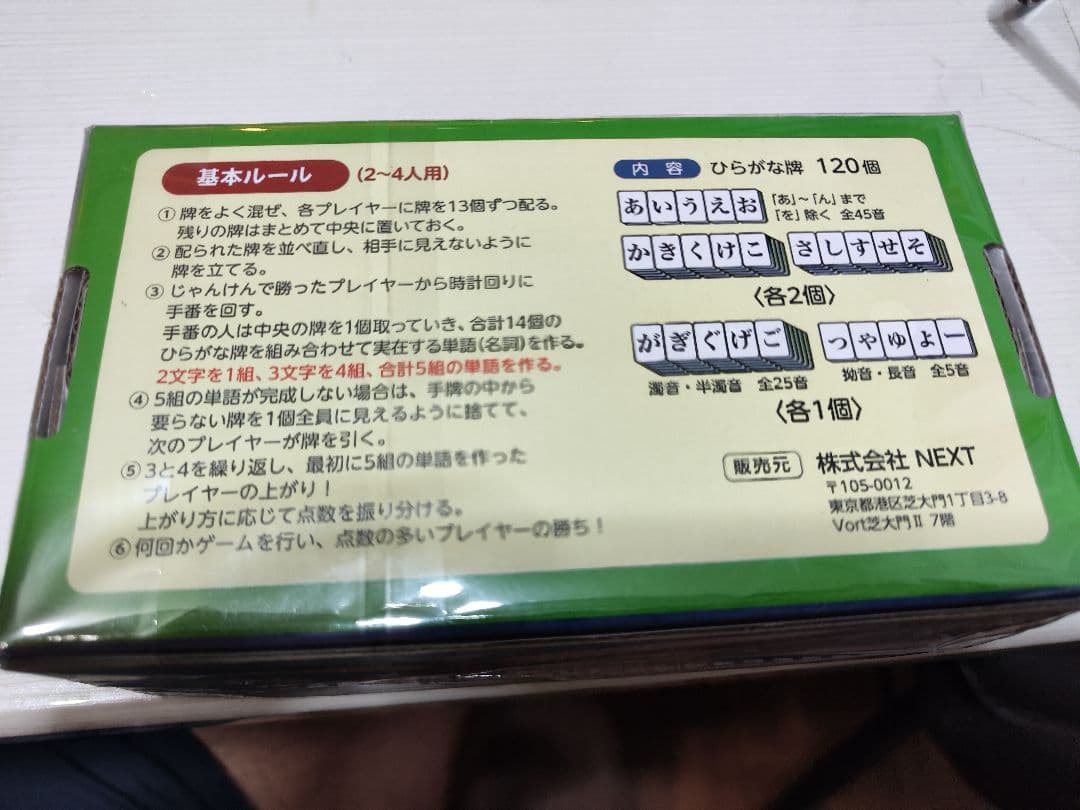 基本ルール (2~4人用)
① 牌をよく混ぜ、各プレイヤーに牌を13個ずつ配る。
残りの牌はまとめて中央に置いておく。
② 配られた牌を並べ直し、相手に見えないように
牌を立てる。
③ じゃんけんで勝ったプレイヤーから時計回りに
手番を回す。
手番の人は中央の牌を1個取っていき、合計14個の
ひらがな牌を組み合わせて実在する単語(名詞)を作る。
2文字を1組、3文字を4組、合計5組の単語を作る。
④ 5組の単語が完成しない場合は、手牌の中から
要らない牌を1個全員に見えるように捨てて、
次のプレイヤーが牌を引く。
⑤ 3と4を繰り返し、最初に5組の単語を作った
プレイヤーの上がり!
上がり方に応じて点数を振り分ける。
⑥ 何回かゲームを行い、点数の多いプレイヤーの勝ち!
内容 ひらがな牌 120個
あいうえお
「あ」~「ん」まで
「を」除く 全45音
かきくけこ さしすせそ
〈各2個〉
がぎぐげご つゃゅょー
濁音・半濁音 全25音 拗音・長音 全5音
〈各1個〉
販売元 株式会社 NEXT
〒105-0012
東京都港区芝大門1丁目3-8
Vort芝大門Ⅱ 7階